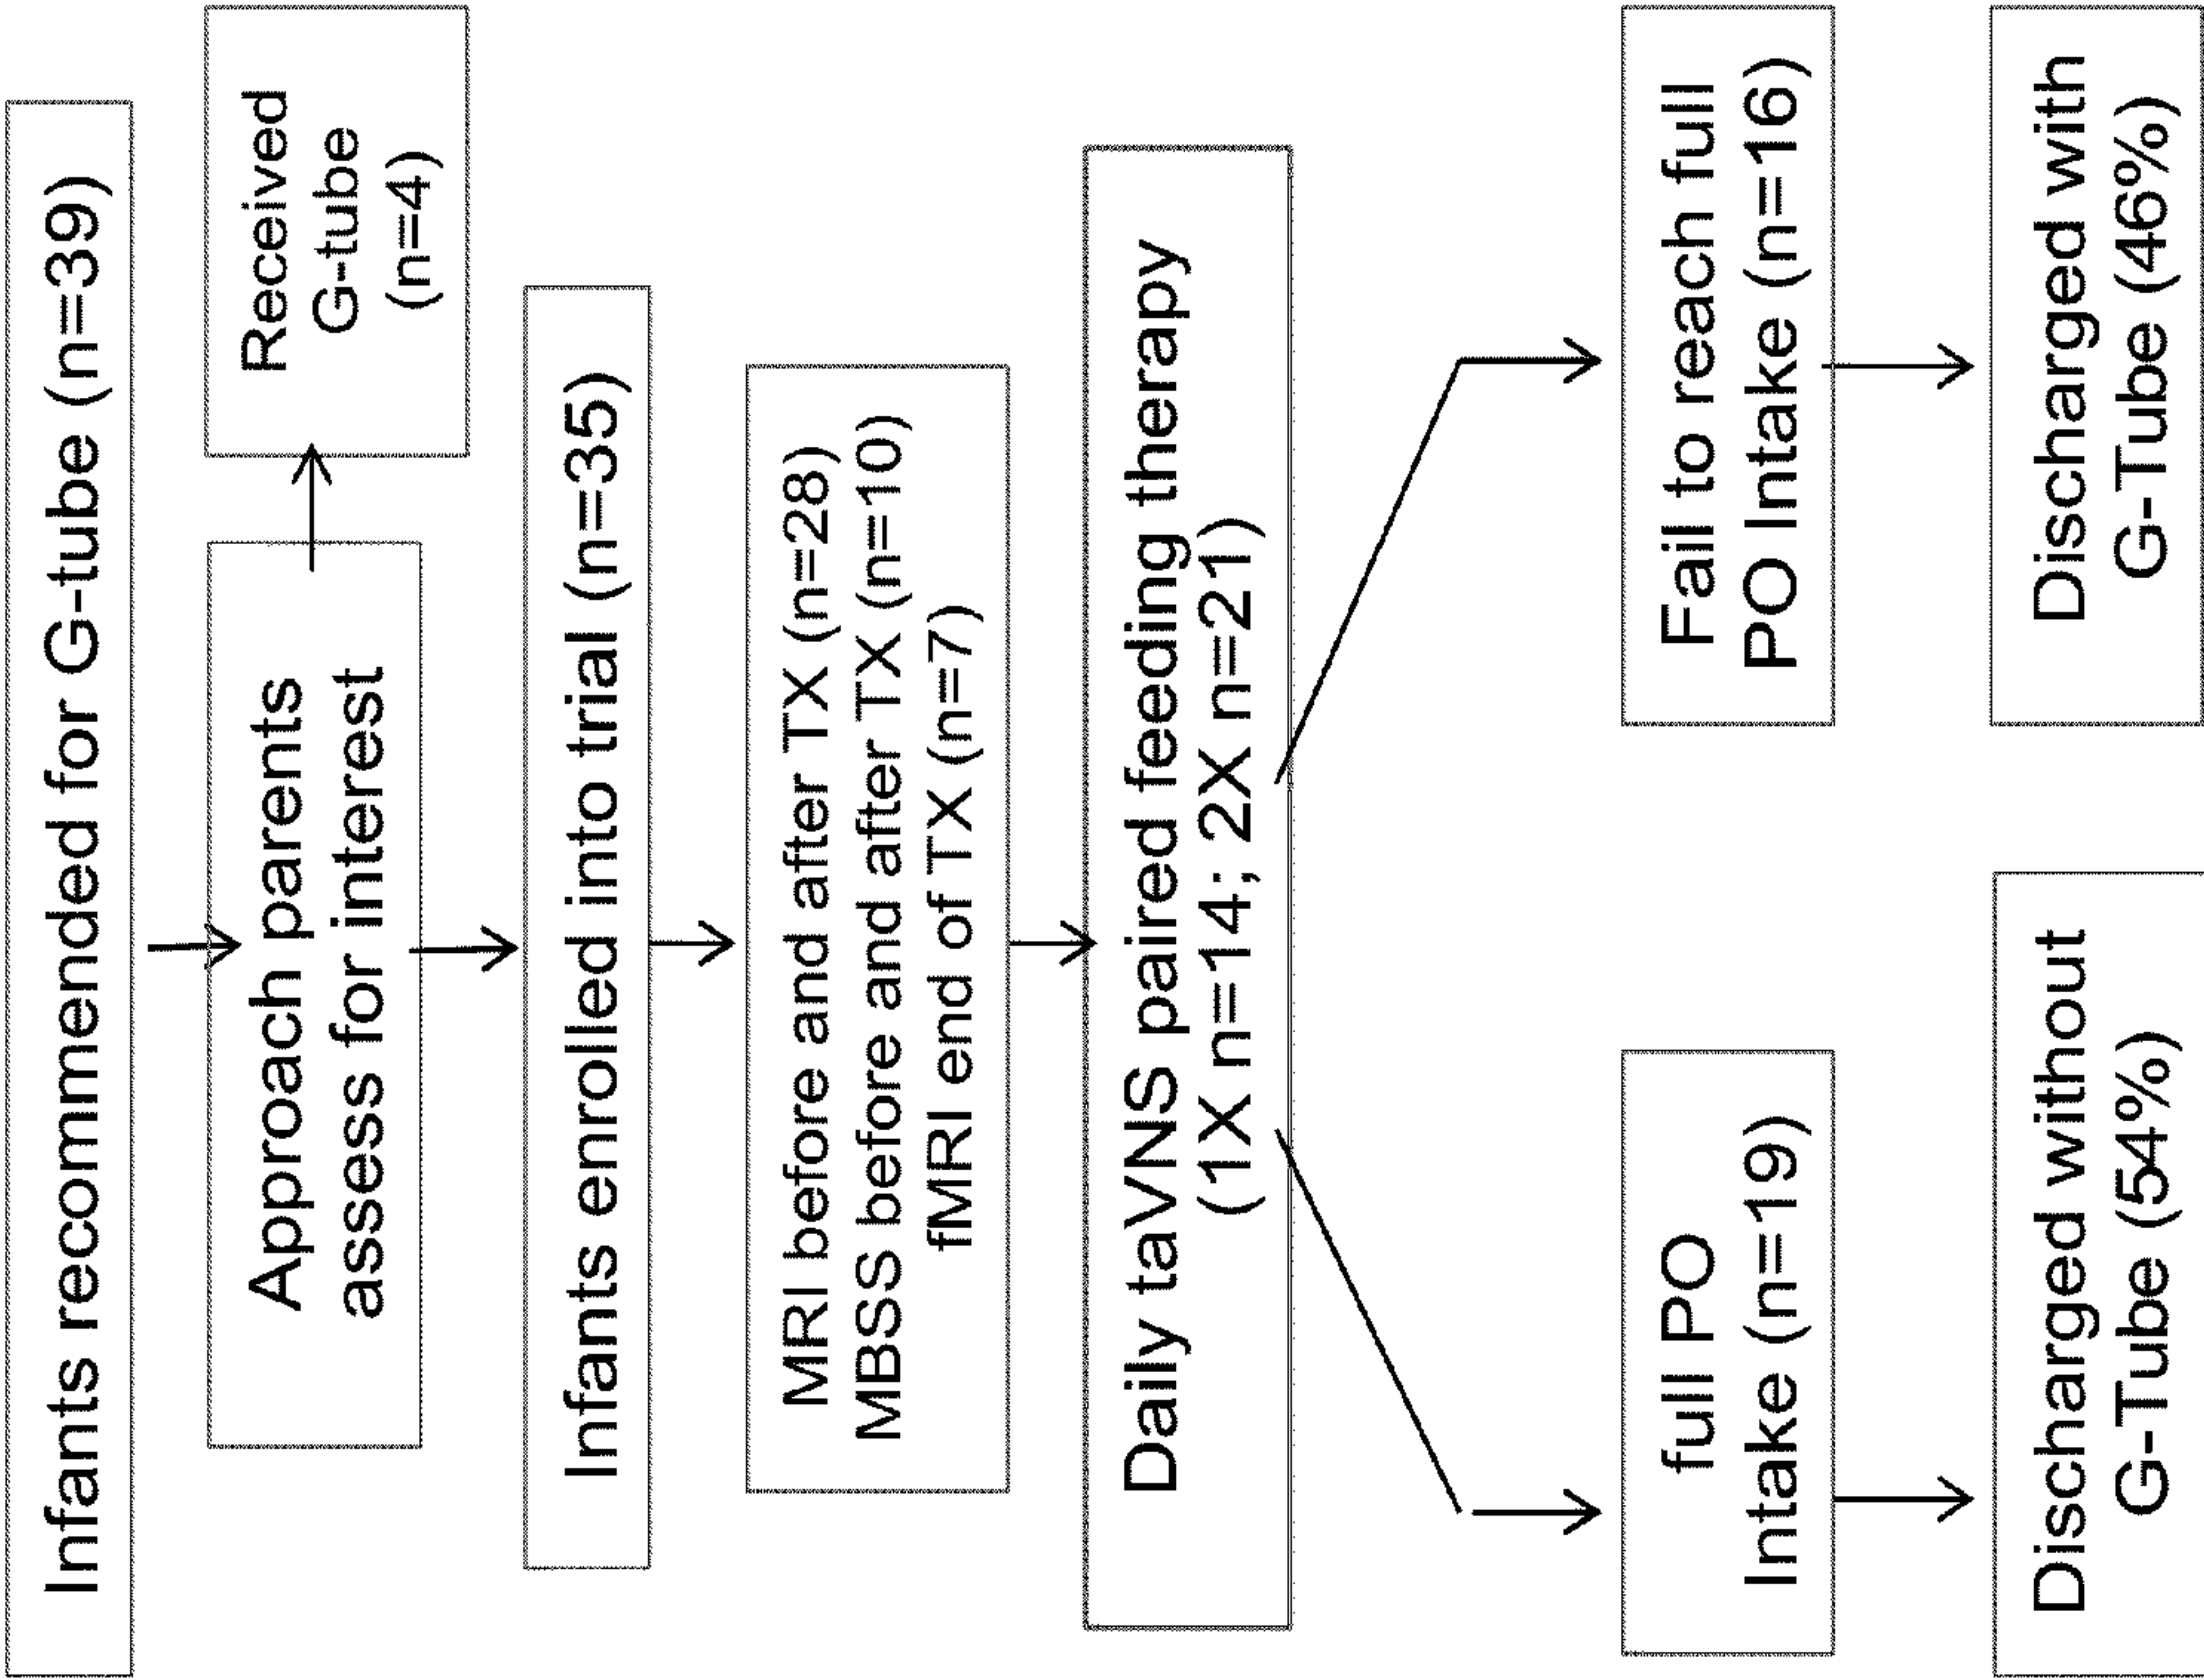 Infants recommended for G-tube (n=39)
Approach parents
assess for interest
Received
G-tube
(n=4)
Infants enrolled into trial (n=35)
MRI before and after TX (n=28)
MBSS before and after TX (n=10)
fMRI end of TX (n=7)
Daily taVNS paired feeding therapy
(1X n=14; 2X n=21)
full PO
Intake (n=19)
Fail to reach full
PO Intake (n=16)
Discharged without
G-Tube (54%)
Discharged with
G-Tube (46%)